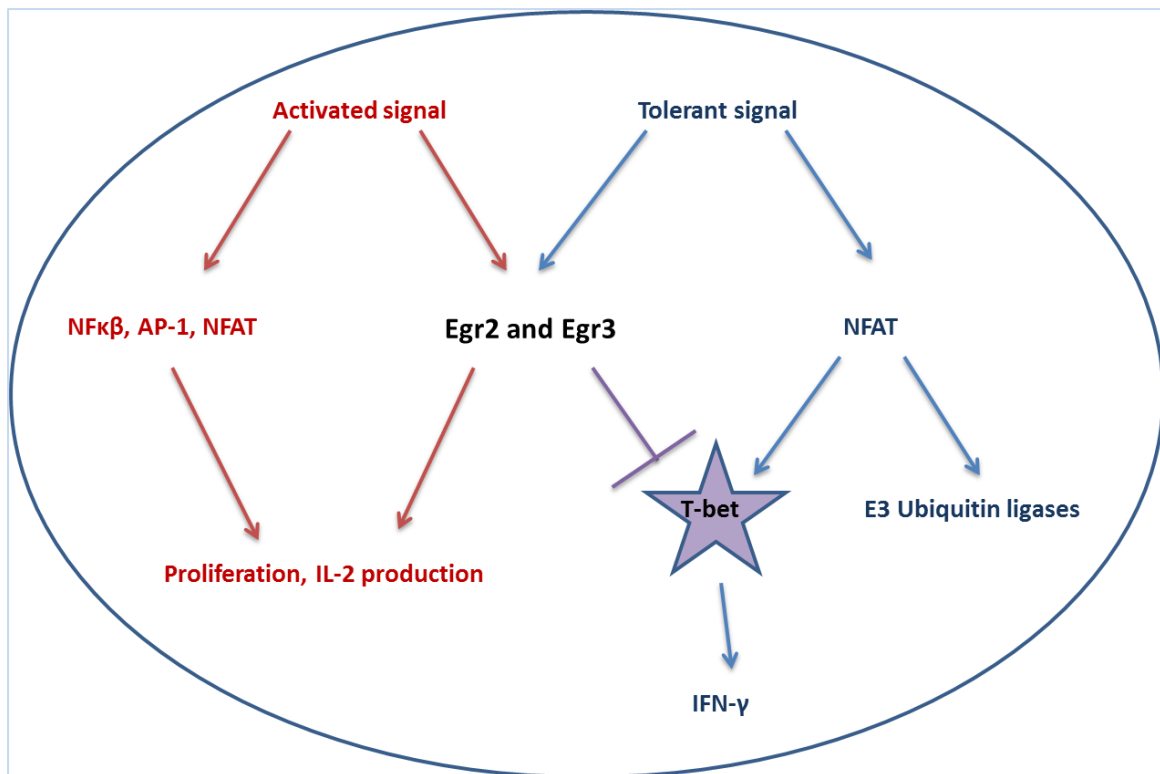 Activated signal
Tolerant signal
NFκβ, AP-1, NFAT
Egr2 and Egr3
NFAT
T-bet
E3 Ubiquitin ligases
Proliferation, IL-2 production
IFN-γ